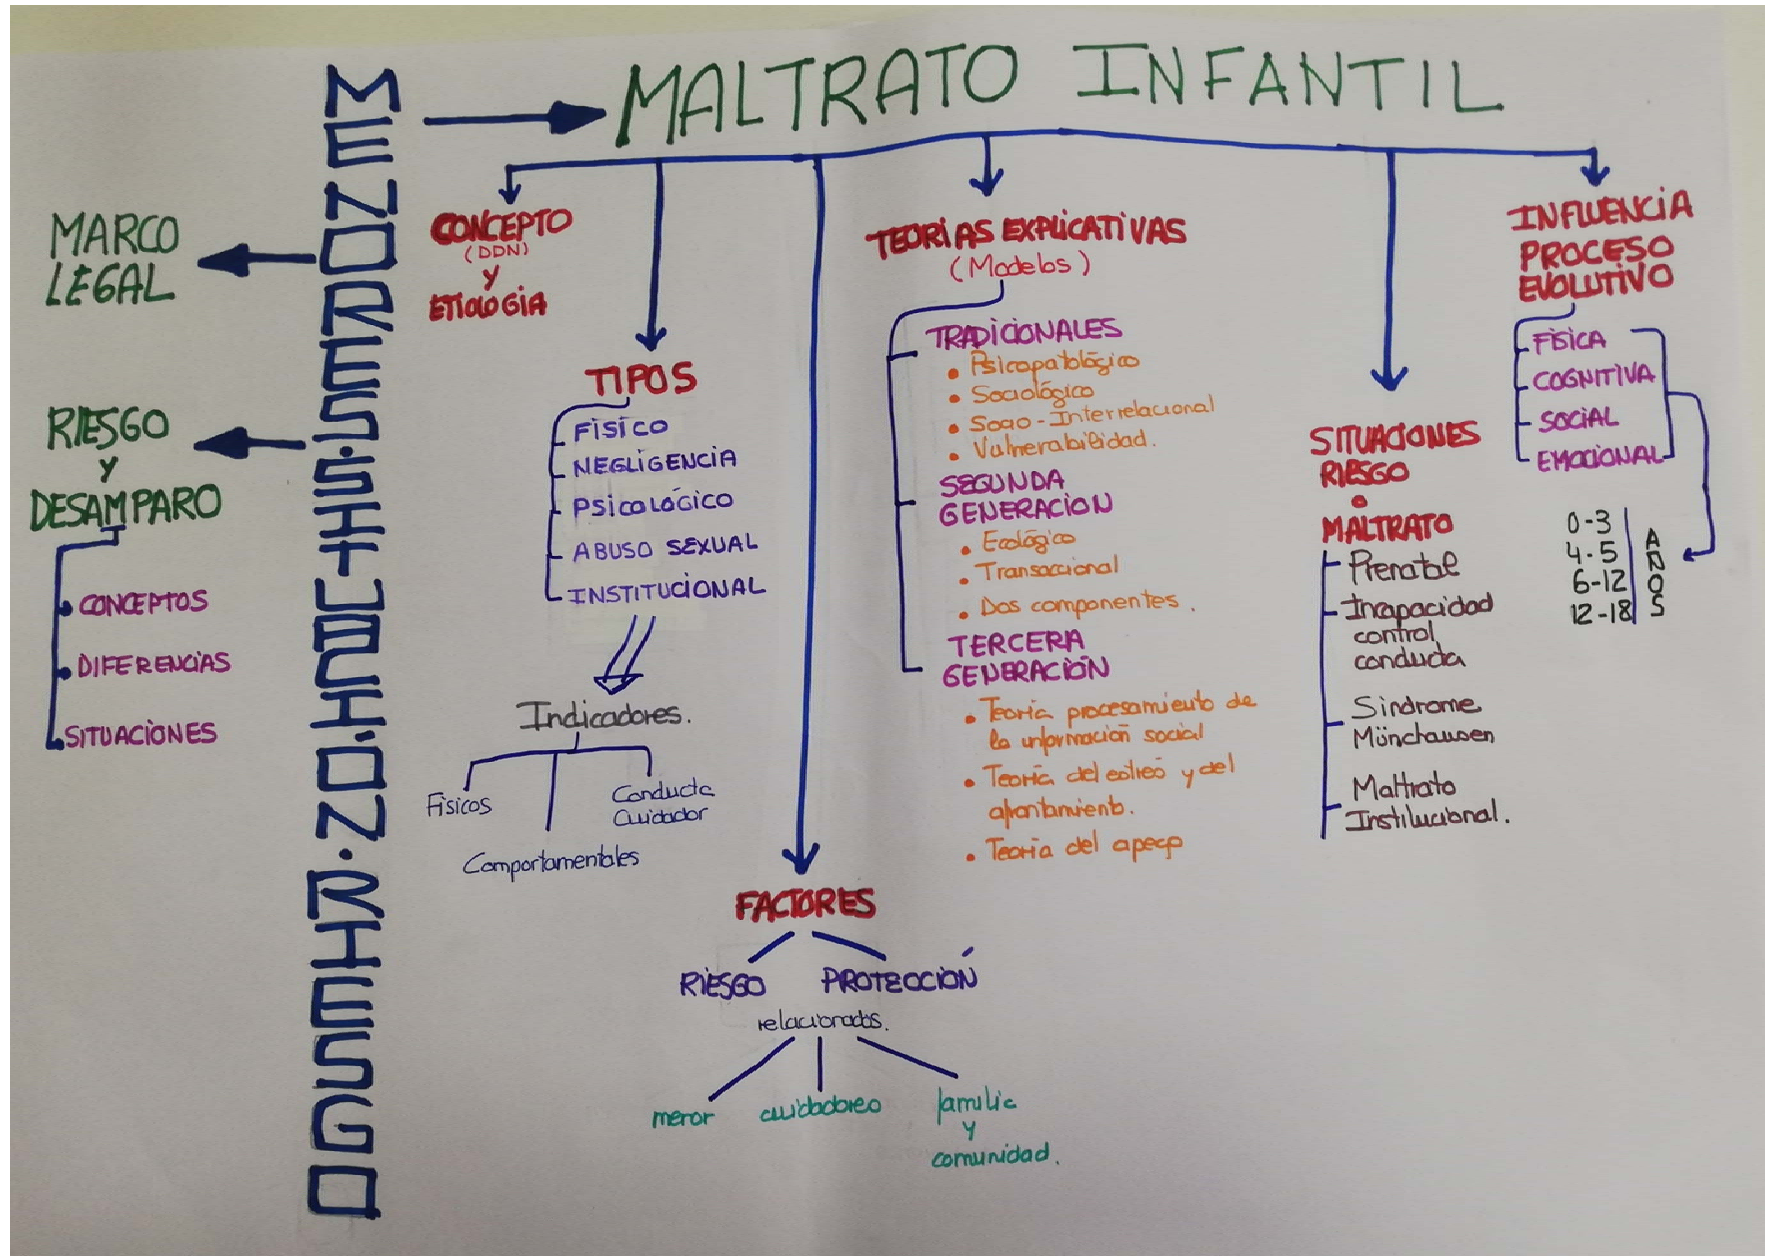 MENORES.SITUACIÓN.RIESGO
MALTRATO INFANTIL
MARCO
LEGAL
RIESGO
Y
DESAMPARO
CONCEPTOS
DIFERENCIAS
SITUACIONES
CONCEPTO
(DDN)
Y
ETIOLOGIA
TIPOS
FÍSICO
NEGLIGENCIA
PSICOLÓGICO
ABUSO SEXUAL
INSTITUCIONAL
Indicadores.
Físicos
Comportamentales
Conducta
Cuidador
FACTORES
RIESGO
PROTECCIÓN
relacionados.
menor
cuidadores
familia
y
comunidad.
TEORÍAS EXPLICATIVAS
(Modelos)
TRADICIONALES
• Psicopatológico
• Sociológico
• Socio-Interrelacional
• Vulnerabilidad.
SEGUNDA
GENERACIÓN
• Ecológico
• Transaccional
• Dos componentes.
TERCERA
GENERACIÓN
• Teoría procesamiento de
la información social
• Teoría del estrés y del
afrontamiento.
• Teoría del apego
SITUACIONES
RIESGO
o
MALTRATO
Prenatal
Incapacidad
control
conducta
Síndrome
Münchausen
Maltrato
Institucional.
INFLUENCIA
PROCESO
EVOLUTIVO
FÍSICA
COGNITIVA
SOCIAL
EMOCIONAL
0-3
4-5
6-12
12-18
AÑOS